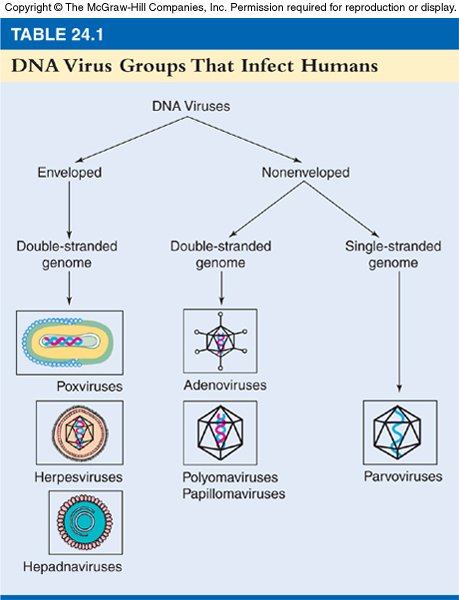 Copyright © The McGraw-Hill Companies, Inc. Permission required for reproduction or display.
TABLE 24.1
DNA Virus Groups That Infect Humans
DNA Viruses
Enveloped
Nonenveloped
Double-stranded
genome
Double-stranded
genome
Single-stranded
genome
Poxviruses
Adenoviruses
Herpesviruses
Polyomaviruses
Papillomaviruses
Parvoviruses
Hepadnaviruses